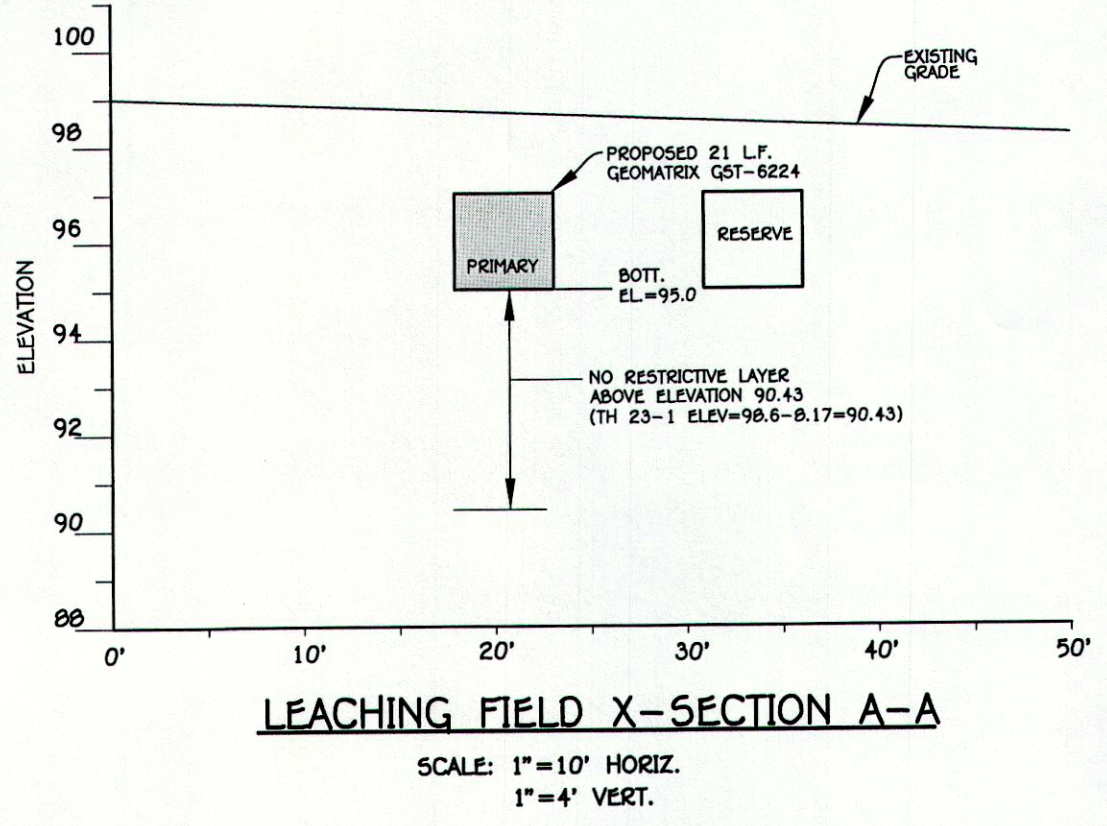 100
98
96
94
92
90
88
ELEVATION
EXISTING
GRADE
PROPOSED 21 L.F.
GEOMATRIX GST-6224
PRIMARY
RESERVE
BOTT.
EL.=95.0
NO RESTRICTIVE LAYER
ABOVE ELEVATION 90.43
(TH 23-1 ELEV=98.6-8.17=90.43)
0' 10' 20' 30' 40' 50'
LEACHING FIELD X-SECTION A-A
SCALE: 1"=10' HORIZ.
1"=4' VERT.